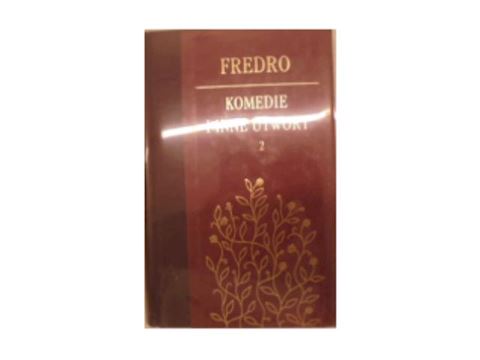 FREDRO
KOMEDIE
I INNE UTWORY
2